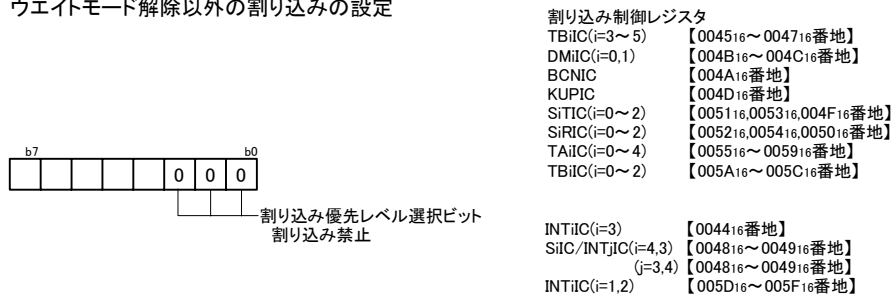 ウエイトモード解除以外の割り込みの設定
割り込み制御レジスタ
TBiIC(i=3～5) 【004516～004716番地】
DMiIC(i=0,1) 【004B16～004C16番地】
BCNIC 【004A16番地】
KUPIC 【004D16番地】
SiTIC(i=0～2) 【005116,005316,004F16番地】
SiRIC(i=0～2) 【005216,005416,005016番地】
TAiIC(i=0～4) 【005516～005916番地】
TBiIC(i=0～2) 【005A16～005C16番地】
b7 b0
0 0 0
割り込み優先レベル選択ビット
割り込み禁止
INTiIC(i=3) 【004416番地】
SiIC/INTjIC(i=4,3) 【004816～004916番地】
(j=3,4) 【004816～004916番地】
INTiIC(i=1,2) 【005D16～005F16番地】